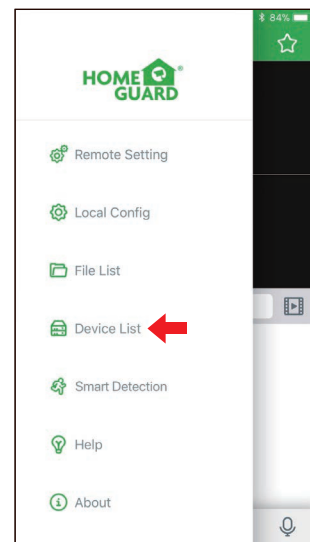 84%
HOME
GUARD®
Remote Setting
Local Config
File List
Device List
Smart Detection
Help
About